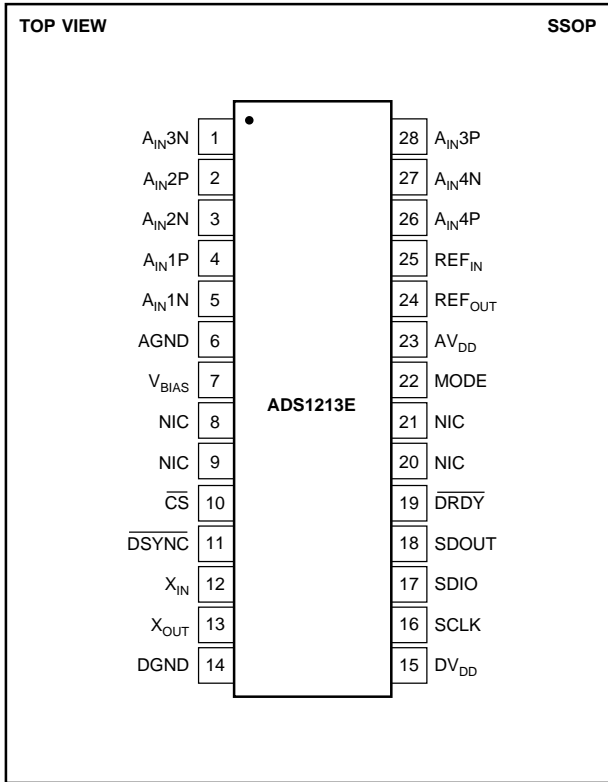 TOP VIEW SSOP
A_IN3N 1 28 A_IN3P
A_IN2P 2 27 A_IN4N
A_IN2N 3 26 A_IN4P
A_IN1P 4 25 REF_IN
A_IN1N 5 24 REF_OUT
AGND 6 23 AV_DD
V_BIAS 7 22 MODE
ADS1213E
NIC 8 21 NIC
NIC 9 20 NIC
C̅S̅ 10 19 D̅R̅D̅Y̅
D̅S̅Y̅N̅C̅ 11 18 SDOUT
X_IN 12 17 SDIO
X_OUT 13 16 SCLK
DGND 14 15 DV_DD